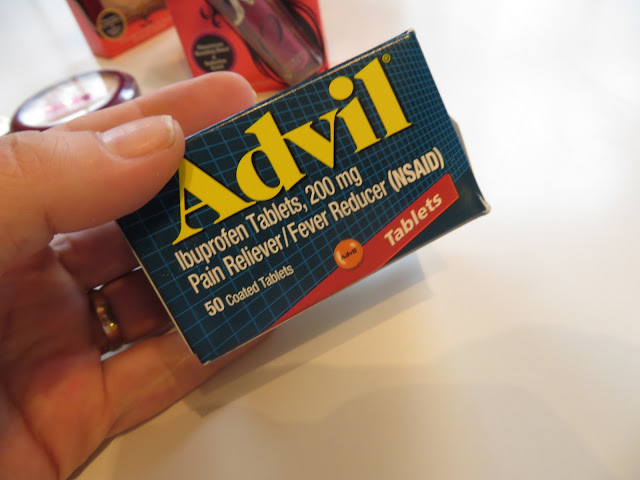 Advil®
Ibuprofen Tablets, 200 mg
Pain Reliever/Fever Reducer (NSAID)
50 Coated Tablets
Advil
Tablets